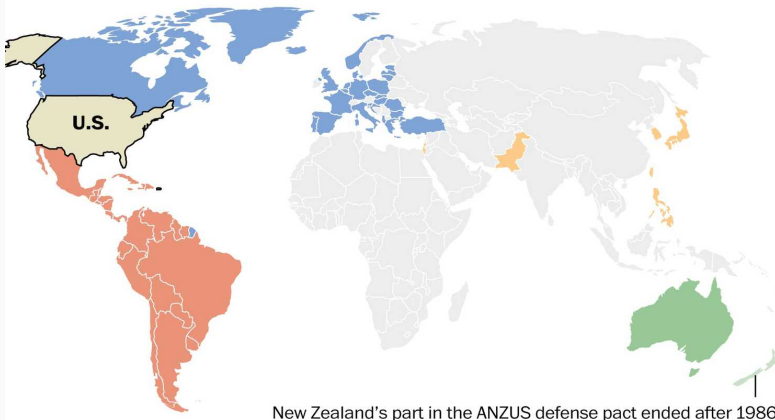 U.S.
New Zealand's part in the ANZUS defense pact ended after 1986